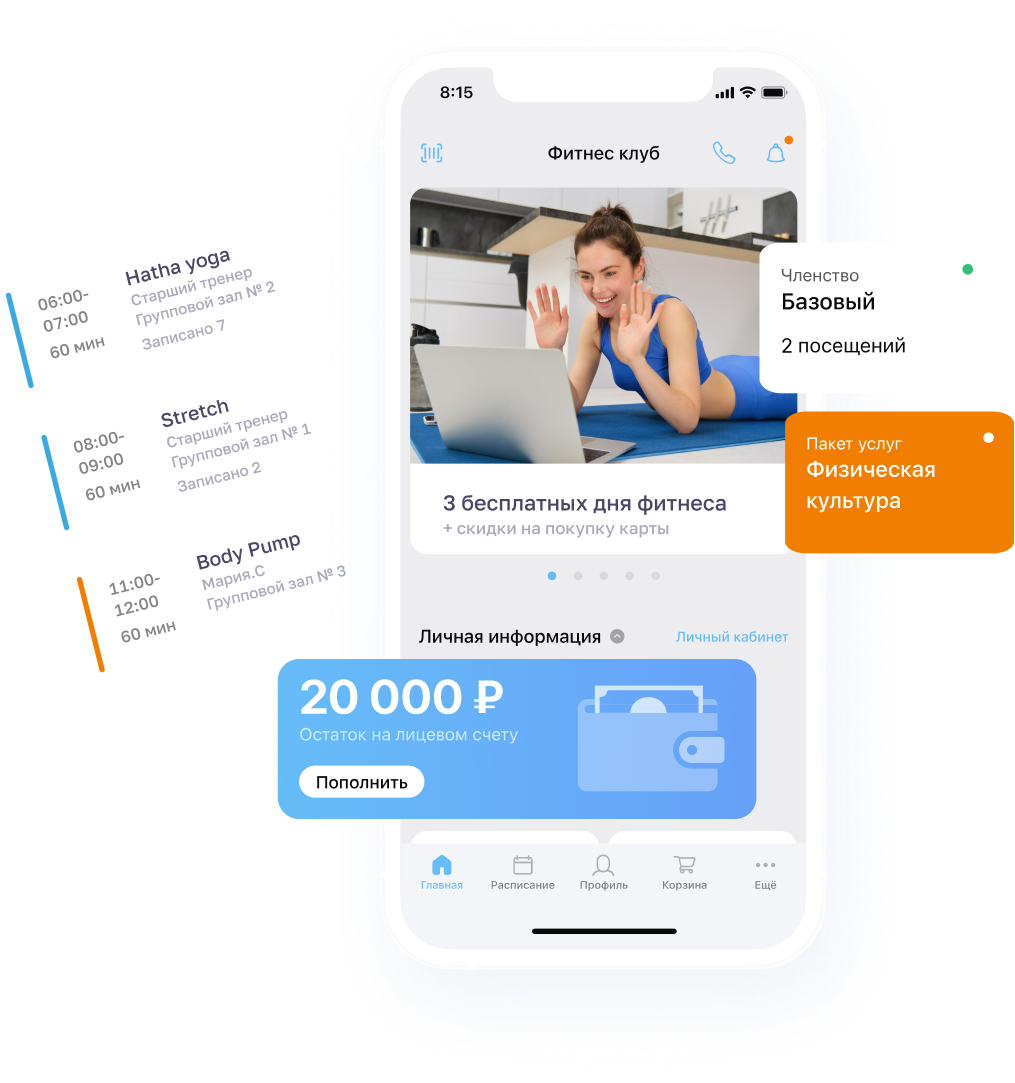 8:15
Фитнес клуб
Hatha yoga
06:00-
07:00
60 мин
Старший тренер
Групповой зал № 2
Записано 7
Stretch
08:00-
09:00
60 мин
Старший тренер
Групповой зал № 1
Записано 2
Body Pump
11:00-
12:00
60 мин
Мария.С
Групповой зал № 3
Членство
Базовый
2 посещений
Пакет услуг
Физическая
культура
3 бесплатных дня фитнеса
+ скидки на покупку карты
Личная информация
Личный кабинет
20 000 ₽
Остаток на лицевом счету
Пополнить
Главная
Расписание
Профиль
Корзина
Ещё